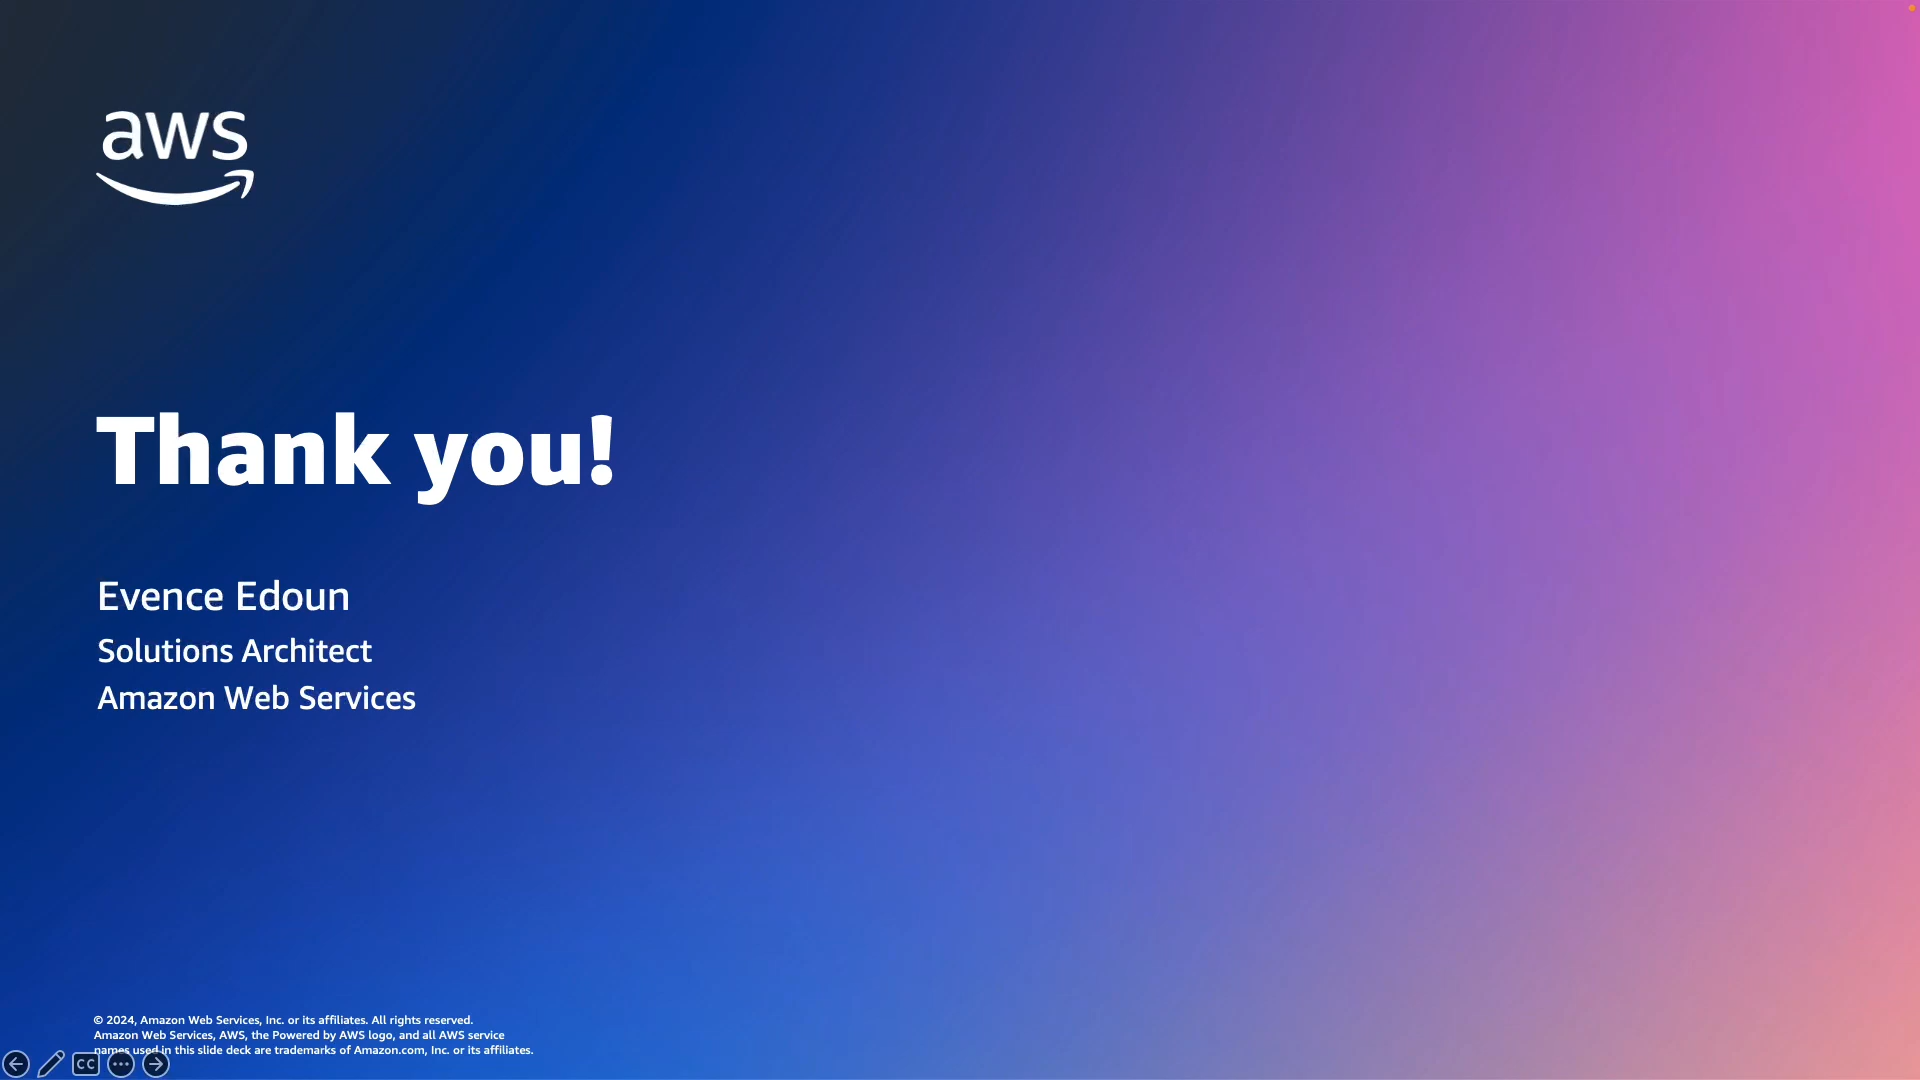 aws
Thank you!
Evence Edoun
Solutions Architect
Amazon Web Services
© 2024, Amazon Web Services, Inc. or its affiliates. All rights reserved.
Amazon Web Services, AWS, the Powered by AWS logo, and all AWS service
names used in this slide deck are trademarks of Amazon.com, Inc. or its affiliates.
CC